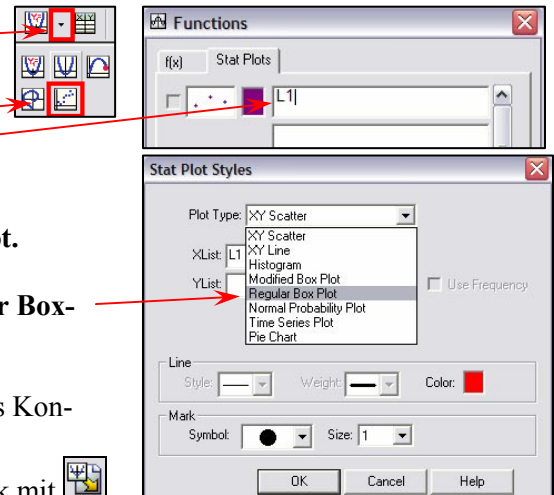 Functions
f(x) Stat Plots
L1
Stat Plot Styles
Plot Type: XY Scatter
XY Scatter
XY Line
Histogram
Modified Box Plot
Regular Box Plot
Normal Probability Plot
Time Series Plot
Pie Chart
XList: L1
YList:
Use Frequency
Line
Style: Weight: Color:
Mark
Symbol: Size: 1
OK Cancel Help
t.
r Box-
s Kon-
k mit